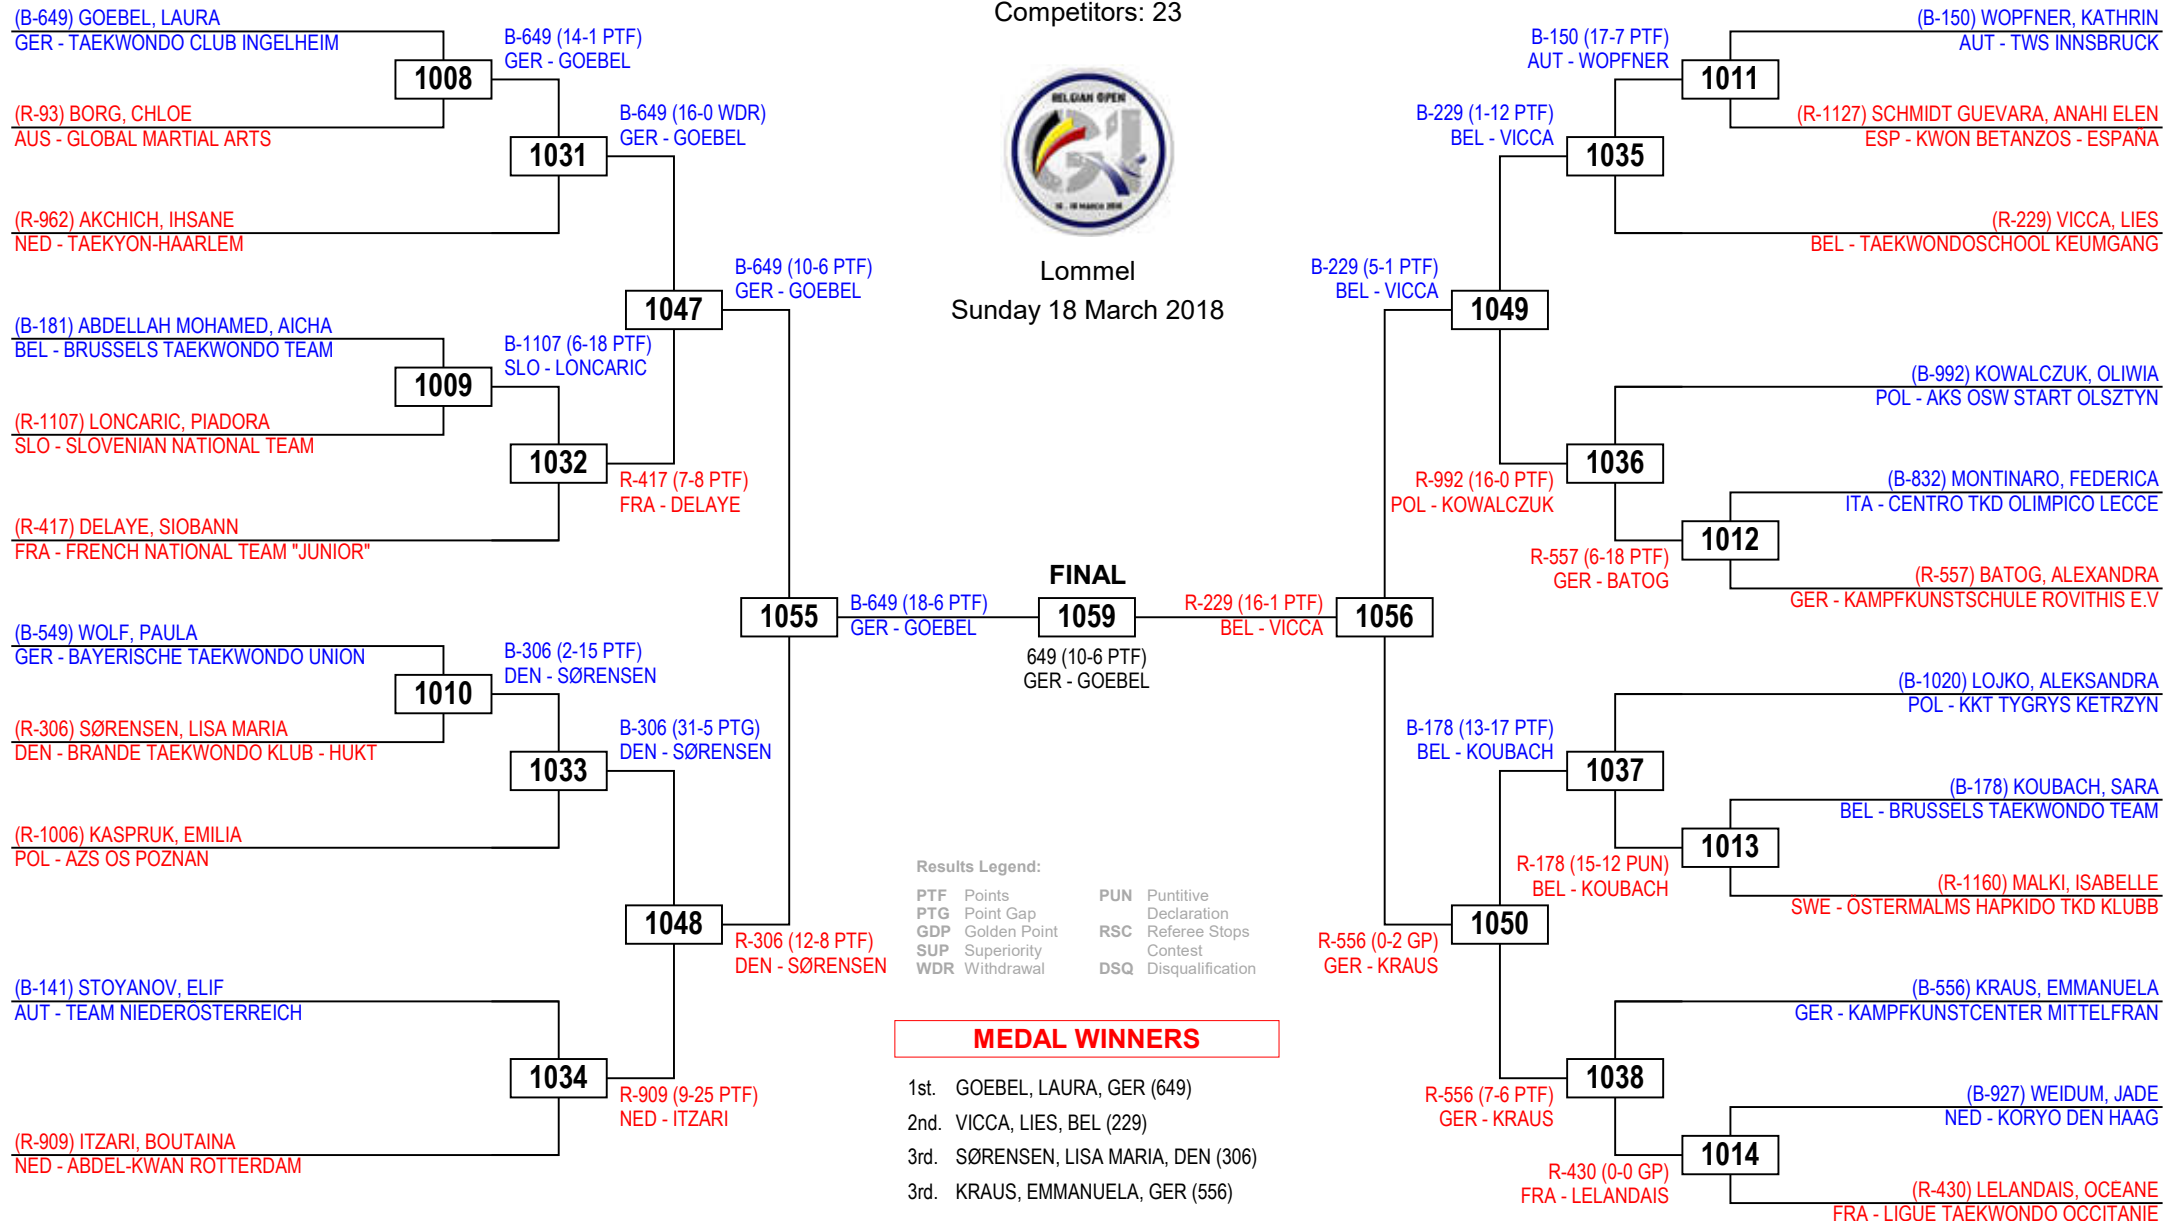 Competitors: 23
BELGIAN OPEN
Lommel
Sunday 18 March 2018
(B-649) GOEBEL, LAURA
GER - TAEKWONDO CLUB INGELHEIM
(R-93) BORG, CHLOE
AUS - GLOBAL MARTIAL ARTS
(R-962) AKCHICH, IHSANE
NED - TAEKYON-HAARLEM
(B-181) ABDELLAH MOHAMED, AICHA
BEL - BRUSSELS TAEKWONDO TEAM
(R-1107) LONCARIC, PIADORA
SLO - SLOVENIAN NATIONAL TEAM
(R-417) DELAYE, SIOBANN
FRA - FRENCH NATIONAL TEAM "JUNIOR"
(B-549) WOLF, PAULA
GER - BAYERISCHE TAEKWONDO UNION
(R-306) SØRENSEN, LISA MARIA
DEN - BRANDE TAEKWONDO KLUB - HUKT
(R-1006) KASPRUK, EMILIA
POL - AZS OS POZNAN
(B-141) STOYANOV, ELIF
AUT - TEAM NIEDERÖSTERREICH
(R-909) ITZARI, BOUTAINA
NED - ABDEL-KWAN ROTTERDAM
1008
B-649 (14-1 PTF)
GER - GOEBEL
1009
B-1107 (6-18 PTF)
SLO - LONCARIC
1010
B-306 (2-15 PTF)
DEN - SØRENSEN
1031
B-649 (16-0 WDR)
GER - GOEBEL
1032
R-417 (7-8 PTF)
FRA - DELAYE
1033
B-306 (31-5 PTG)
DEN - SØRENSEN
1034
R-909 (9-25 PTF)
NED - ITZARI
1047
B-649 (10-6 PTF)
GER - GOEBEL
1048
R-306 (12-8 PTF)
DEN - SØRENSEN
1055
B-649 (18-6 PTF)
GER - GOEBEL
FINAL
1059
649 (10-6 PTF)
GER - GOEBEL
R-229 (16-1 PTF)
BEL - VICCA
1056
B-229 (5-1 PTF)
BEL - VICCA
1049
R-556 (0-2 GP)
GER - KRAUS
1050
B-229 (1-12 PTF)
BEL - VICCA
1035
R-992 (16-0 PTF)
POL - KOWALCZUK
1036
B-178 (13-17 PTF)
BEL - KOUBACH
1037
R-556 (7-6 PTF)
GER - KRAUS
1038
B-150 (17-7 PTF)
AUT - WOPFNER
1011
R-557 (6-18 PTF)
GER - BATOG
1012
R-178 (15-12 PUN)
BEL - KOUBACH
1013
R-430 (0-0 GP)
FRA - LELANDAIS
1014
(B-150) WOPFNER, KATHRIN
AUT - TWS INNSBRUCK
(R-1127) SCHMIDT GUEVARA, ANAHI ELEN
ESP - KWON BETANZOS - ESPAÑA
(R-229) VICCA, LIES
BEL - TAEKWONDOSCHOOL KEUMGANG
(B-992) KOWALCZUK, OLIWIA
POL - AKS OSW START OLSZTYN
(B-832) MONTINARO, FEDERICA
ITA - CENTRO TKD OLIMPICO LECCE
(R-557) BATOG, ALEXANDRA
GER - KAMPFKUNSTSCHULE ROVITHIS E.V
(B-1020) LOJKO, ALEKSANDRA
POL - KKT TYGRYS KETRZYN
(B-178) KOUBACH, SARA
BEL - BRUSSELS TAEKWONDO TEAM
(R-1160) MALKI, ISABELLE
SWE - ÖSTERMALMS HAPKIDO TKD KLUBB
(B-556) KRAUS, EMMANUELA
GER - KAMPFKUNSTCENTER MITTELFRAN
(B-927) WEIDUM, JADE
NED - KORYO DEN HAAG
(R-430) LELANDAIS, OCÉANE
FRA - LIGUE TAEKWONDO OCCITANIE
Results Legend:
PTF Points
PTG Point Gap
GDP Golden Point
SUP Superiority
WDR Withdrawal
PUN Puntitive
Declaration
RSC Referee Stops
Contest
DSQ Disqualification
MEDAL WINNERS
1st. GOEBEL, LAURA, GER (649)
2nd. VICCA, LIES, BEL (229)
3rd. SØRENSEN, LISA MARIA, DEN (306)
3rd. KRAUS, EMMANUELA, GER (556)